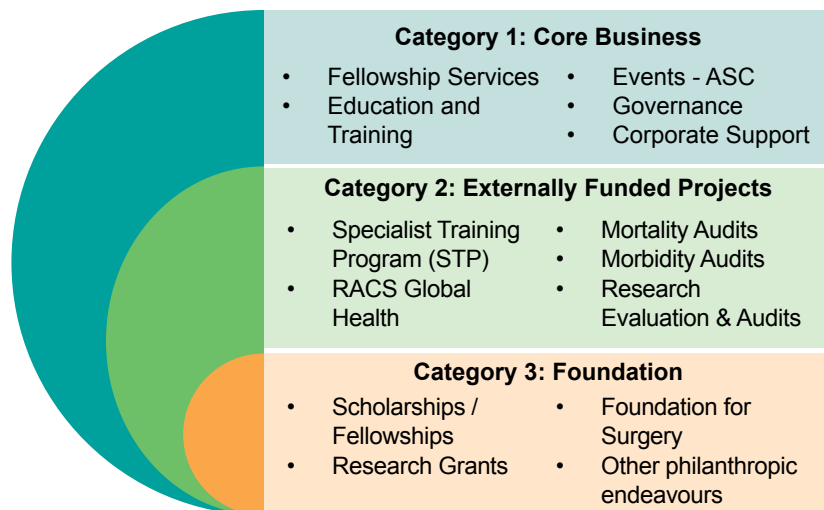 Category 1: Core Business
• Fellowship Services
• Education and
Training
• Events - ASC
• Governance
• Corporate Support
Category 2: Externally Funded Projects
• Specialist Training
Program (STP)
• RACS Global
Health
• Mortality Audits
• Morbidity Audits
• Research
Evaluation & Audits
Category 3: Foundation
• Scholarships /
Fellowships
• Research Grants
• Foundation for
Surgery
• Other philanthropic
endeavours